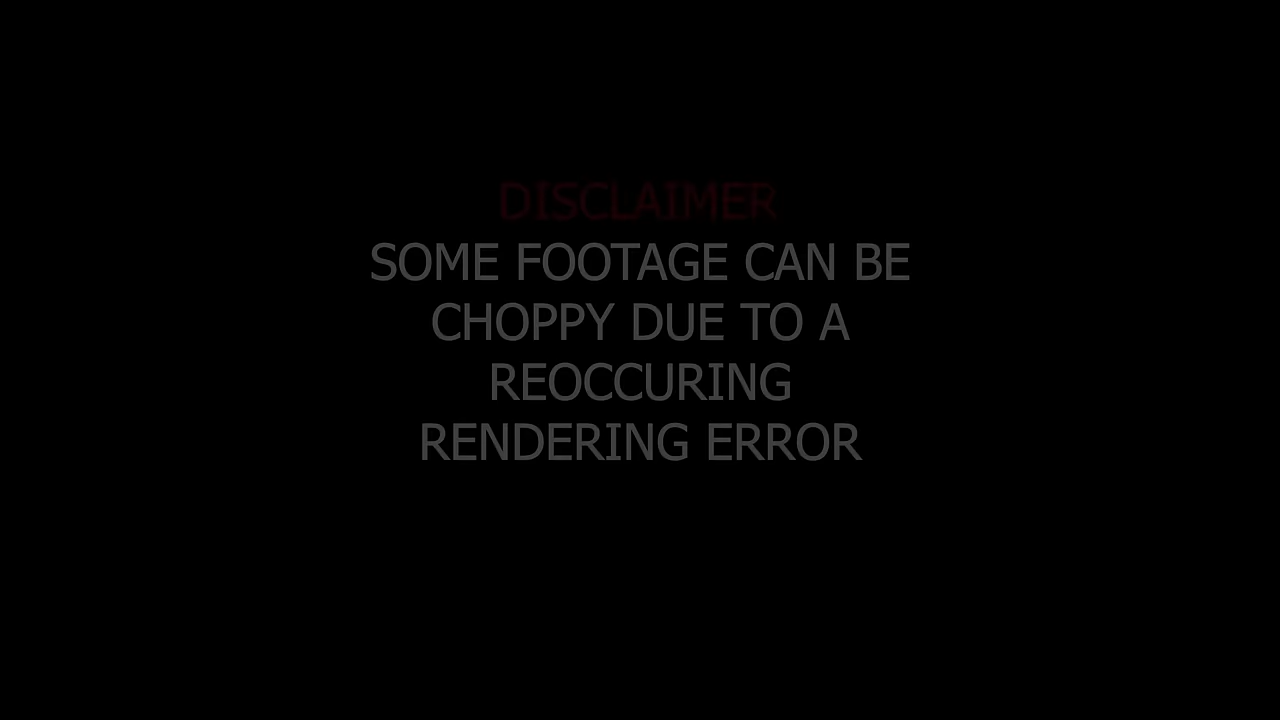 DISCLAIMER
SOME FOOTAGE CAN BE
CHOPPY DUE TO A
REOCCURING
RENDERING ERROR